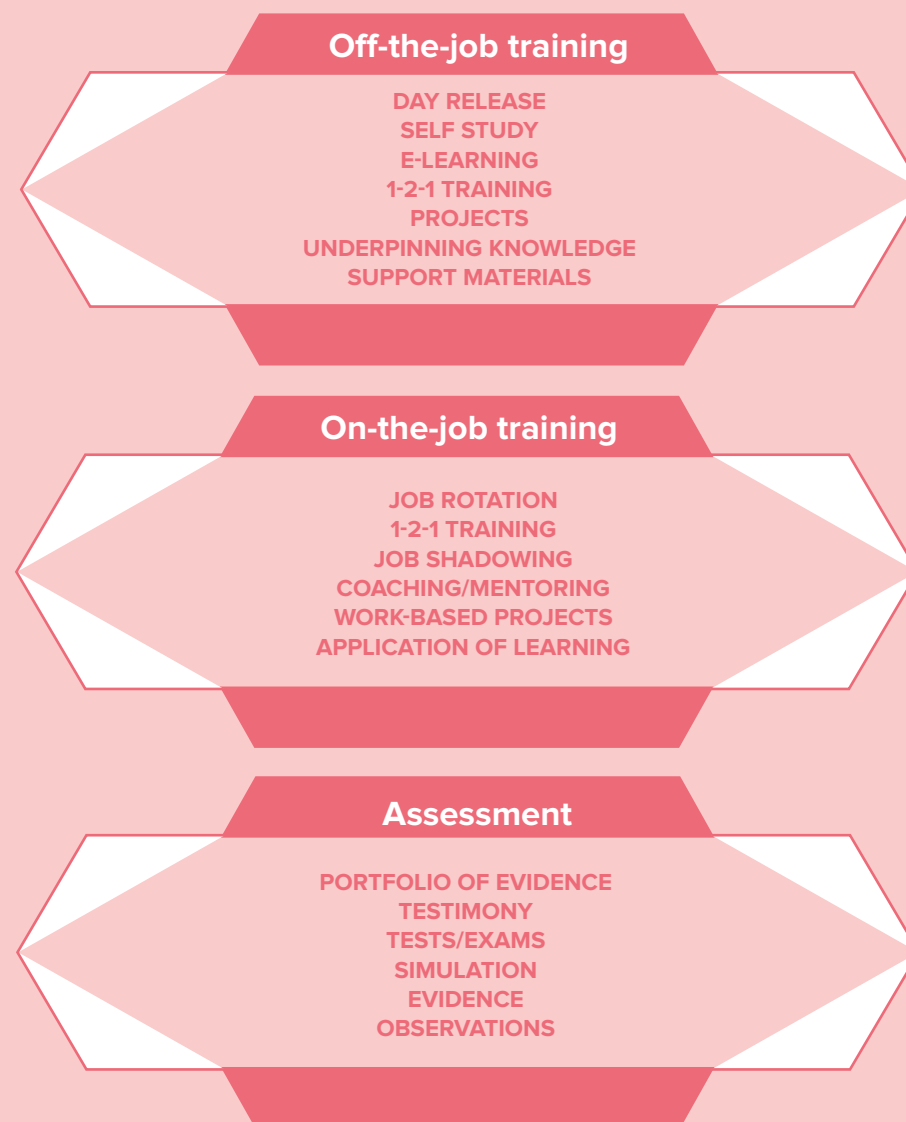 Off-the-job training
DAY RELEASE
SELF STUDY
E-LEARNING
1-2-1 TRAINING
PROJECTS
UNDERPINNING KNOWLEDGE
SUPPORT MATERIALS
On-the-job training
JOB ROTATION
1-2-1 TRAINING
JOB SHADOWING
COACHING/MENTORING
WORK-BASED PROJECTS
APPLICATION OF LEARNING
Assessment
PORTFOLIO OF EVIDENCE
TESTIMONY
TESTS/EXAMS
SIMULATION
EVIDENCE
OBSERVATIONS